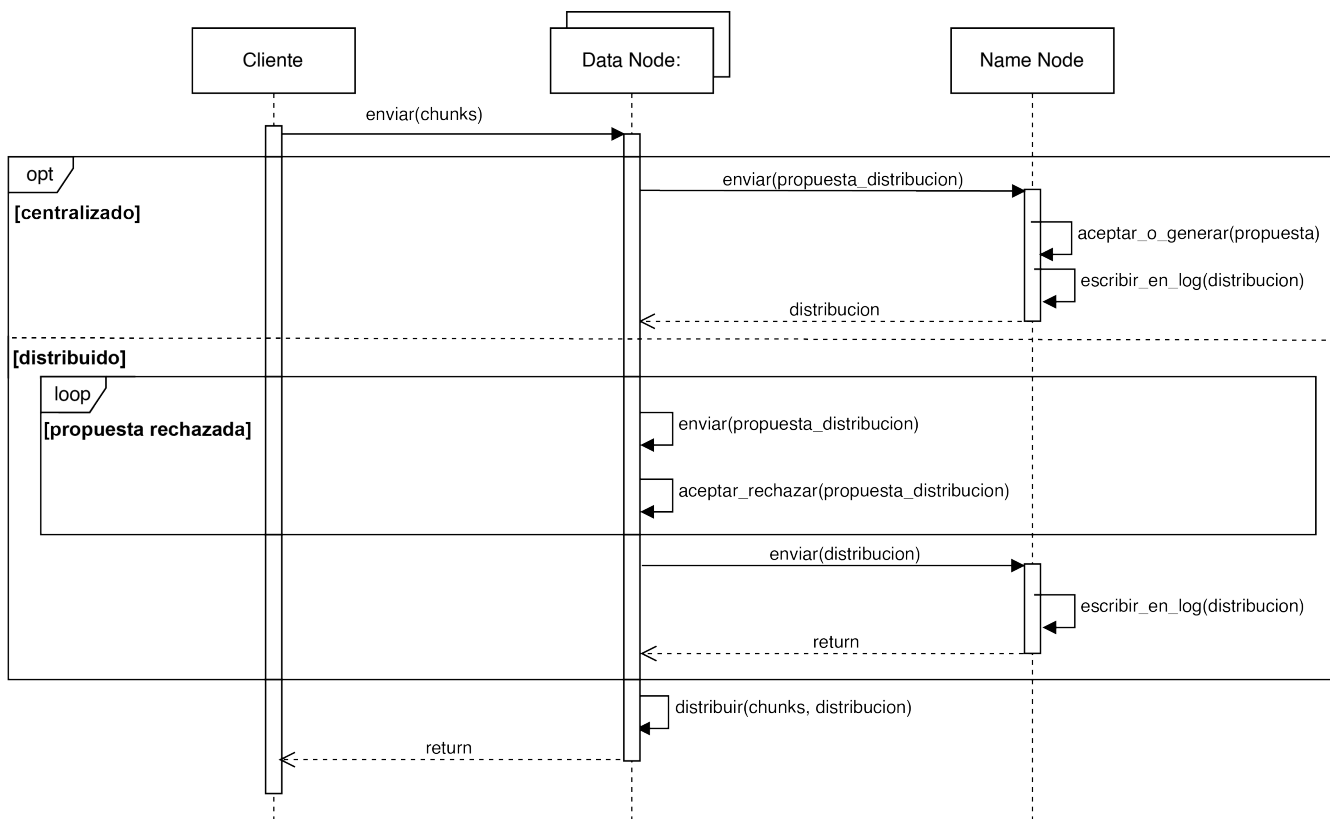 Cliente
Data Node:
Name Node
enviar(chunks)
opt
enviar(propuesta_distribucion)
[centralizado]
aceptar_o_generar(propuesta)
escribir_en_log(distribucion)
distribucion
[distribuido]
loop
[propuesta rechazada]
enviar(propuesta_distribucion)
aceptar_rechazar(propuesta_distribucion)
enviar(distribucion)
escribir_en_log(distribucion)
return
distribuir(chunks, distribucion)
return